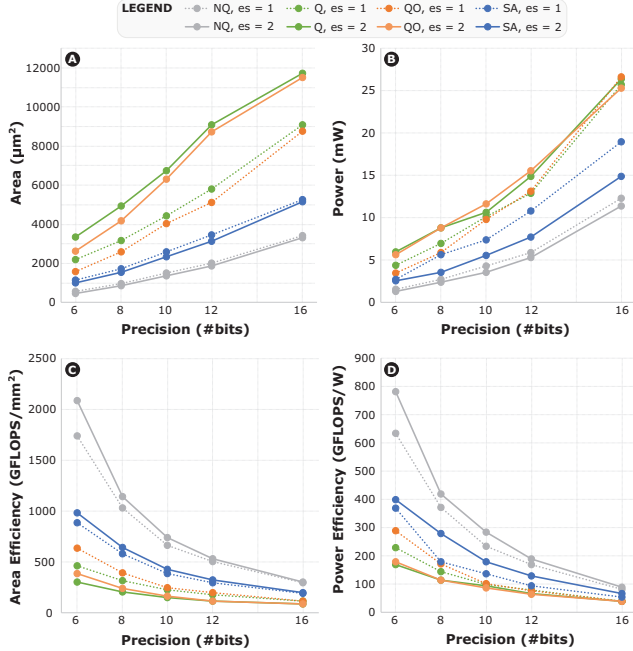 LEGEND
NQ, es = 1 Q, es = 1 QO, es = 1 SA, es = 1
NQ, es = 2 Q, es = 2 QO, es = 2 SA, es = 2
A
Area (µm²)
12000
10000
8000
6000
4000
2000
0
6 8 10 12 16
Precision (#bits)
B
Power (mW)
30
25
20
15
10
5
0
6 8 10 12 16
Precision (#bits)
C
Area Efficiency (GFLOPS/mm²)
2500
2000
1500
1000
500
0
6 8 10 12 16
Precision (#bits)
D
Power Efficiency (GFLOPS/W)
900
800
700
600
500
400
300
200
100
0
6 8 10 12 16
Precision (#bits)